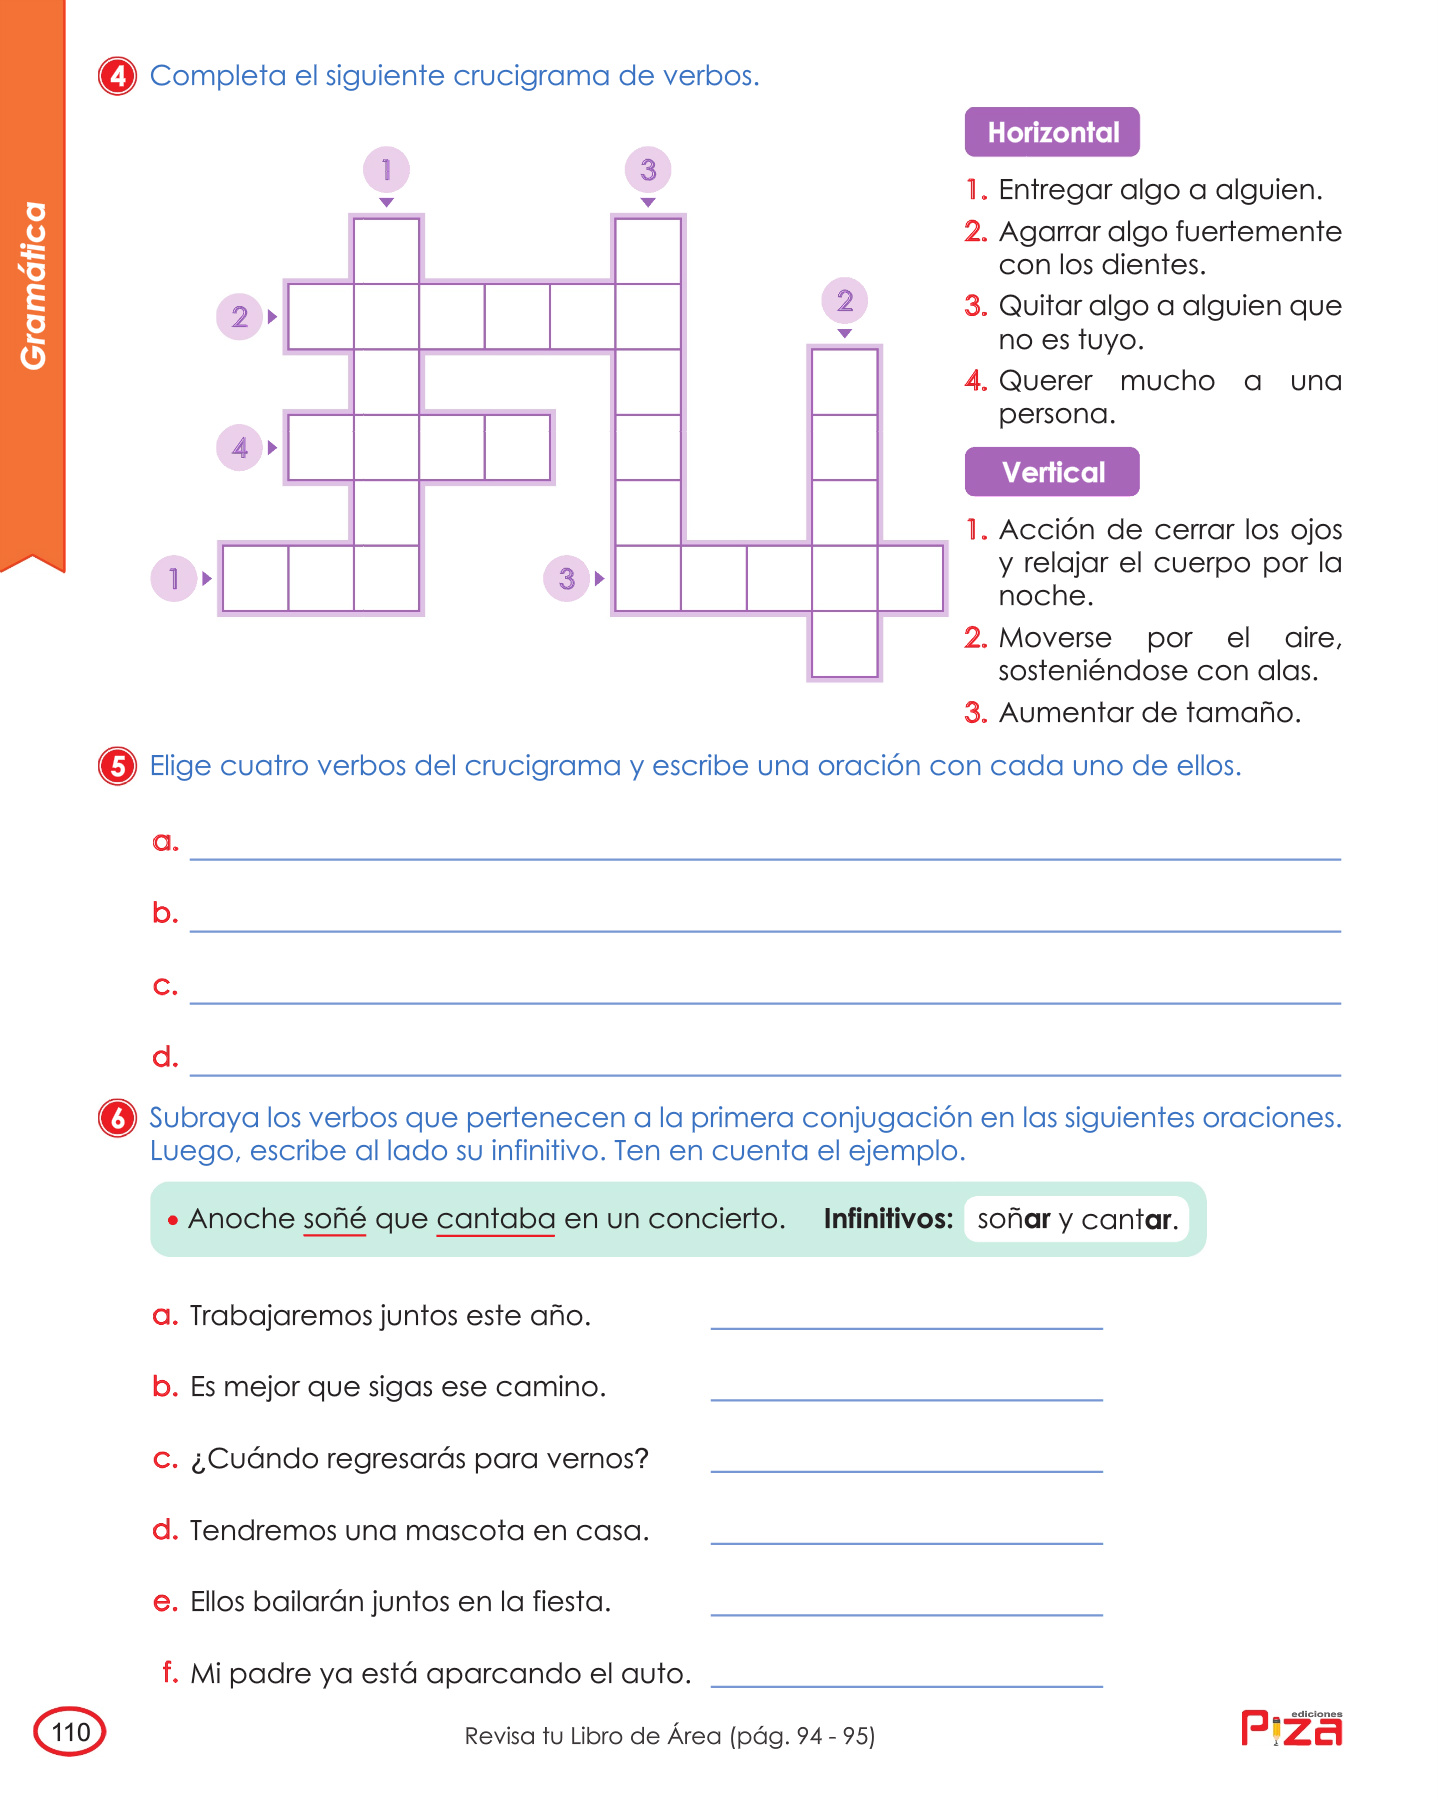 Gramática
4 Completa el siguiente crucigrama de verbos.
1
3
2
2
4
1
3
Horizontal
1. Entregar algo a alguien.
2. Agarrar algo fuertemente
con los dientes.
3. Quitar algo a alguien que
no es tuyo.
4. Querer mucho a una
persona.
Vertical
1. Acción de cerrar los ojos
y relajar el cuerpo por la
noche.
2. Moverse por el aire,
sosteniéndose con alas.
3. Aumentar de tamaño.
5 Elige cuatro verbos del crucigrama y escribe una oración con cada uno de ellos.
a.
b.
c.
d.
6 Subraya los verbos que pertenecen a la primera conjugación en las siguientes oraciones.
Luego, escribe al lado su infinitivo. Ten en cuenta el ejemplo.
• Anoche soñé que cantaba en un concierto. Infinitivos: soñar y cantar.
a. Trabajaremos juntos este año.
b. Es mejor que sigas ese camino.
c. ¿Cuándo regresarás para vernos?
d. Tendremos una mascota en casa.
e. Ellos bailarán juntos en la fiesta.
f. Mi padre ya está aparcando el auto.
110
Revisa tu Libro de Área (pág. 94 - 95)
ediciones
PIZA